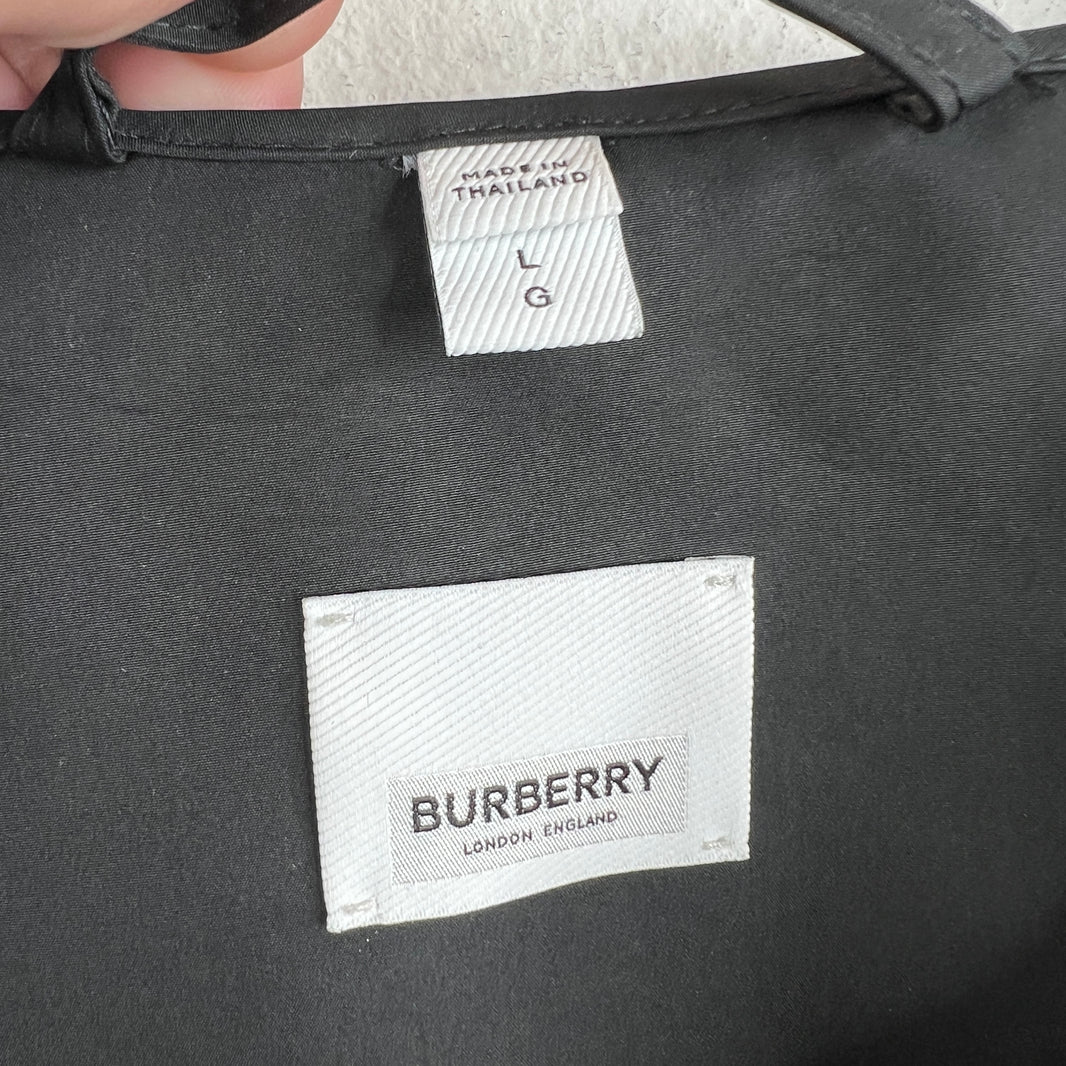 MADE IN
THAILAND
L
G
BURBERRY
LONDON ENGLAND